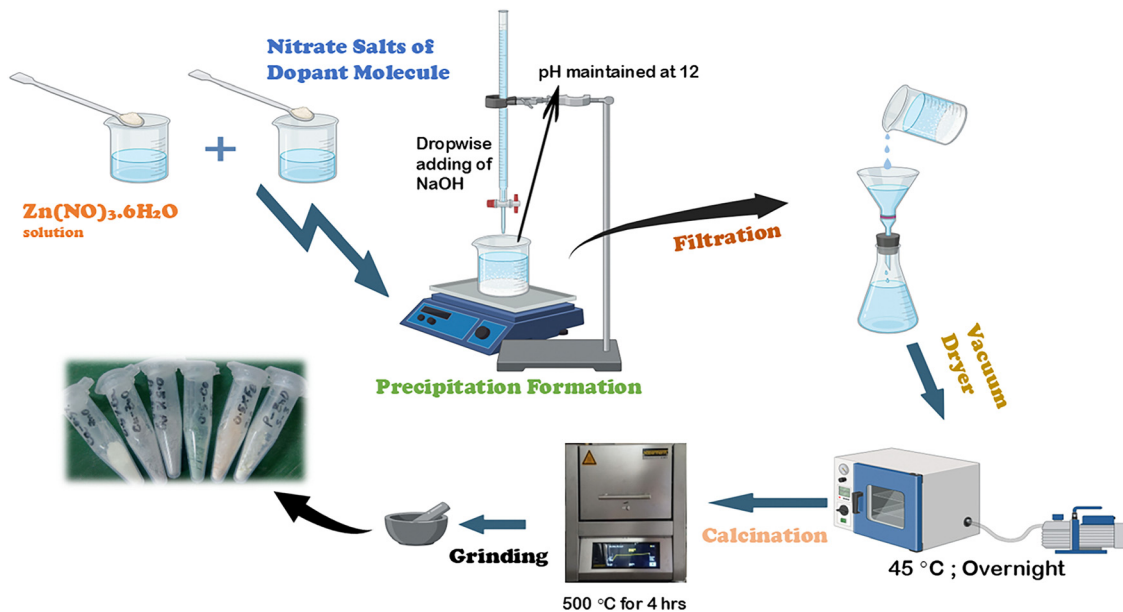 Nitrate Salts of
Dopant Molecule
pH maintained at 12
Dropwise
adding of
NaOH
Zn(NO)₃.6H₂O
solution
Filtration
Precipitation Formation
Vacuum
Dryer
45 °C ; Overnight
Calcination
500 °C for 4 hrs
Grinding